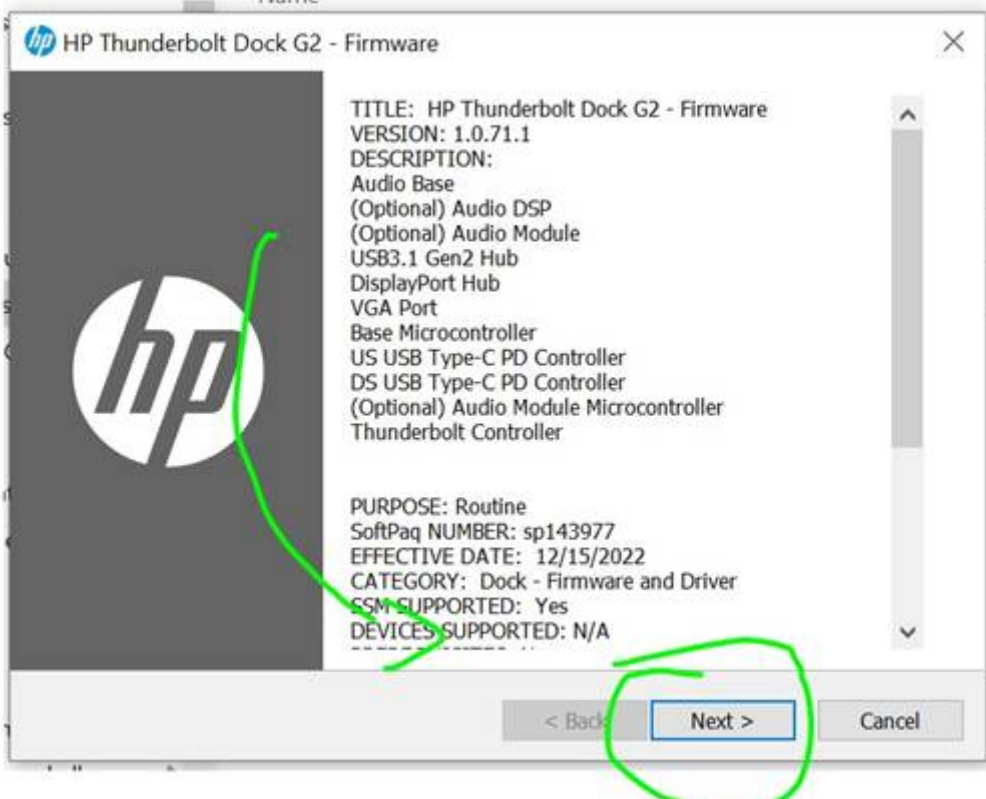 Name
HP Thunderbolt Dock G2 - Firmware
TITLE: HP Thunderbolt Dock G2 - Firmware
VERSION: 1.0.71.1
DESCRIPTION:
Audio Base
(Optional) Audio DSP
(Optional) Audio Module
USB3.1 Gen2 Hub
DisplayPort Hub
VGA Port
Base Microcontroller
US USB Type-C PD Controller
DS USB Type-C PD Controller
(Optional) Audio Module Microcontroller
Thunderbolt Controller
hp
PURPOSE: Routine
SoftPaq NUMBER: sp143977
EFFECTIVE DATE: 12/15/2022
CATEGORY: Dock - Firmware and Driver
SSM SUPPORTED: Yes
DEVICES SUPPORTED: N/A
< Back Next > Cancel